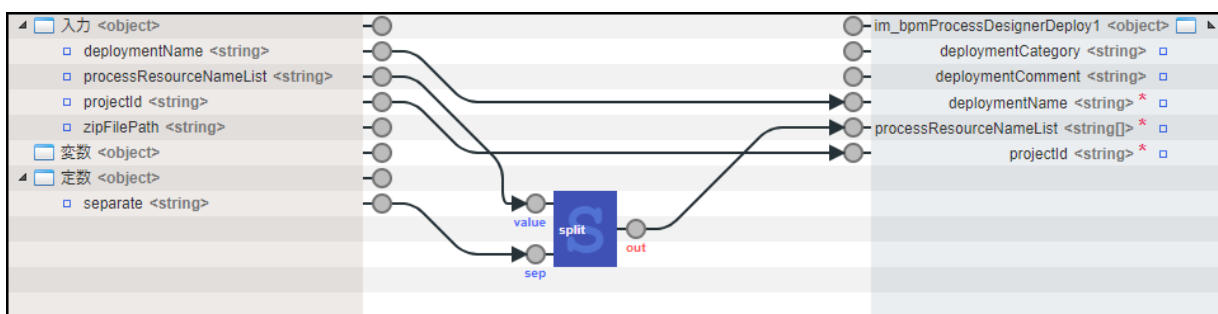 入力 <object>
deploymentName <string>
processResourceNameList <string>
projectId <string>
zipFilePath <string>
変数 <object>
定数 <object>
separate <string>
value
split
S
out
sep
im_bpmProcessDesignerDeploy1 <object>
deploymentCategory <string>
deploymentComment <string>
deploymentName <string> *
processResourceNameList <string[]> *
projectId <string> *